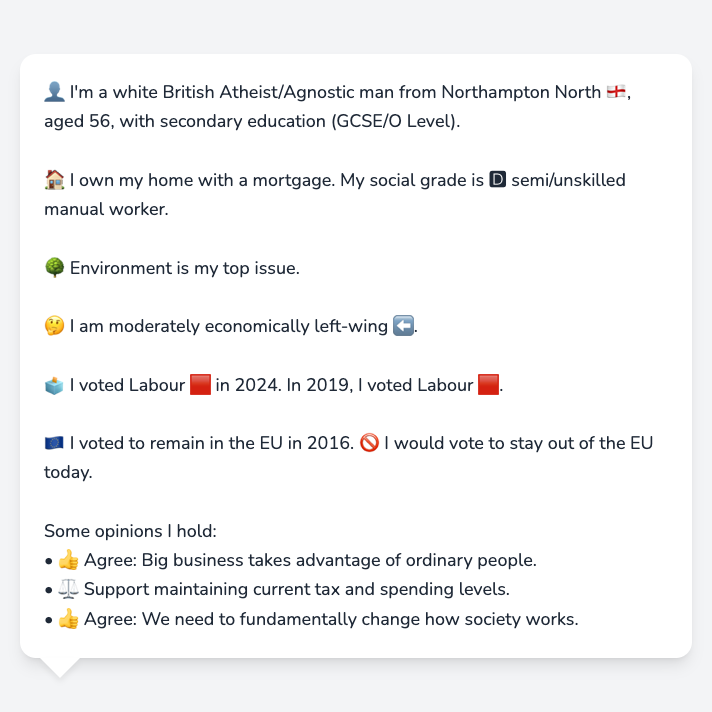 👤 I'm a white British Atheist/Agnostic man from Northampton North 🏴󠁧󠁢󠁥󠁮󠁧󠁿,
aged 56, with secondary education (GCSE/O Level).
🏠 I own my home with a mortgage. My social grade is 🅳 semi/unskilled
manual worker.
🌳 Environment is my top issue.
🤔 I am moderately economically left-wing ⬅️.
🗳️ I voted Labour 🟥 in 2024. In 2019, I voted Labour 🟥.
🇪🇺 I voted to remain in the EU in 2016. 🚫 I would vote to stay out of the EU
today.
Some opinions I hold:
• 👍 Agree: Big business takes advantage of ordinary people.
• ⚖️ Support maintaining current tax and spending levels.
• 👍 Agree: We need to fundamentally change how society works.